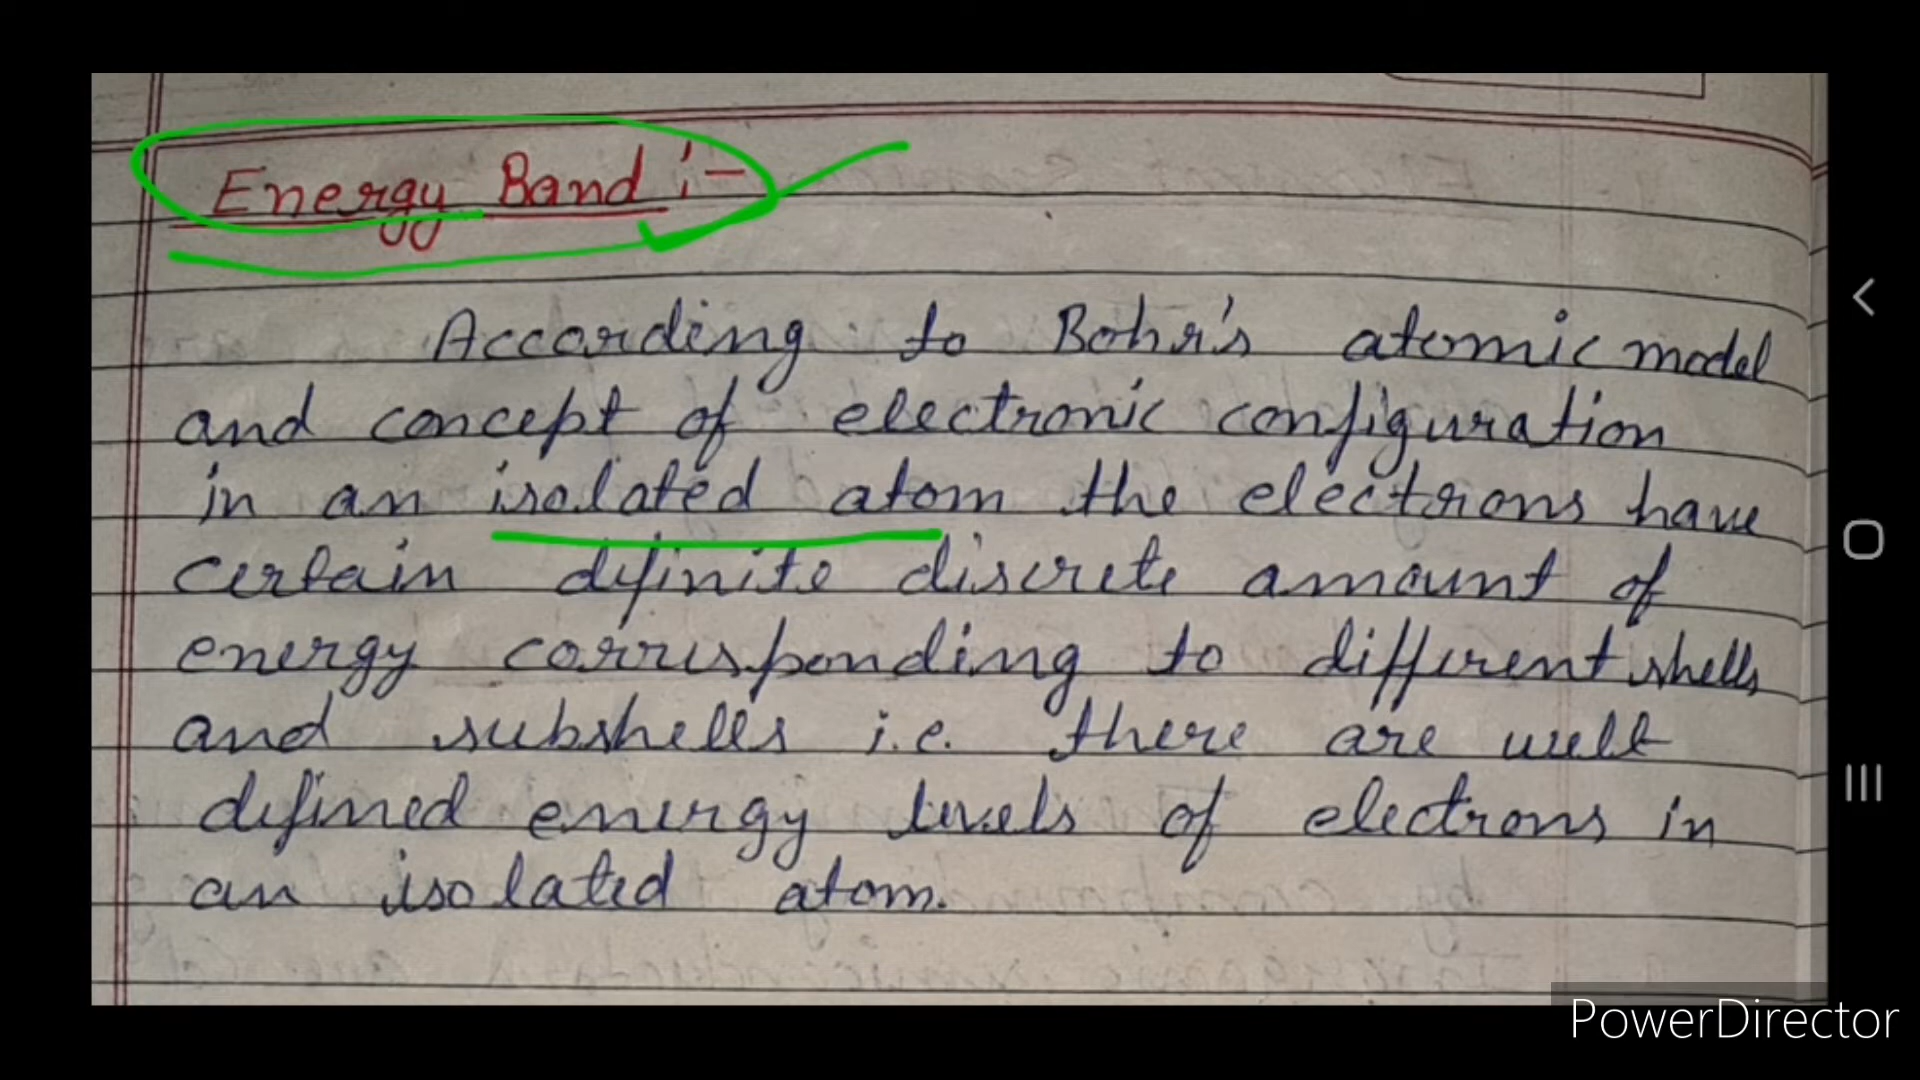 Energy Band :-
According to Bohr's atomic model
and concept of electronic configuration
in an isolated atom the electrons have
certain definite discrete amount of
energy corresponding to different shells
and subshells i.e. there are well
defined energy levels of electrons in
an isolated atom.
PowerDirector